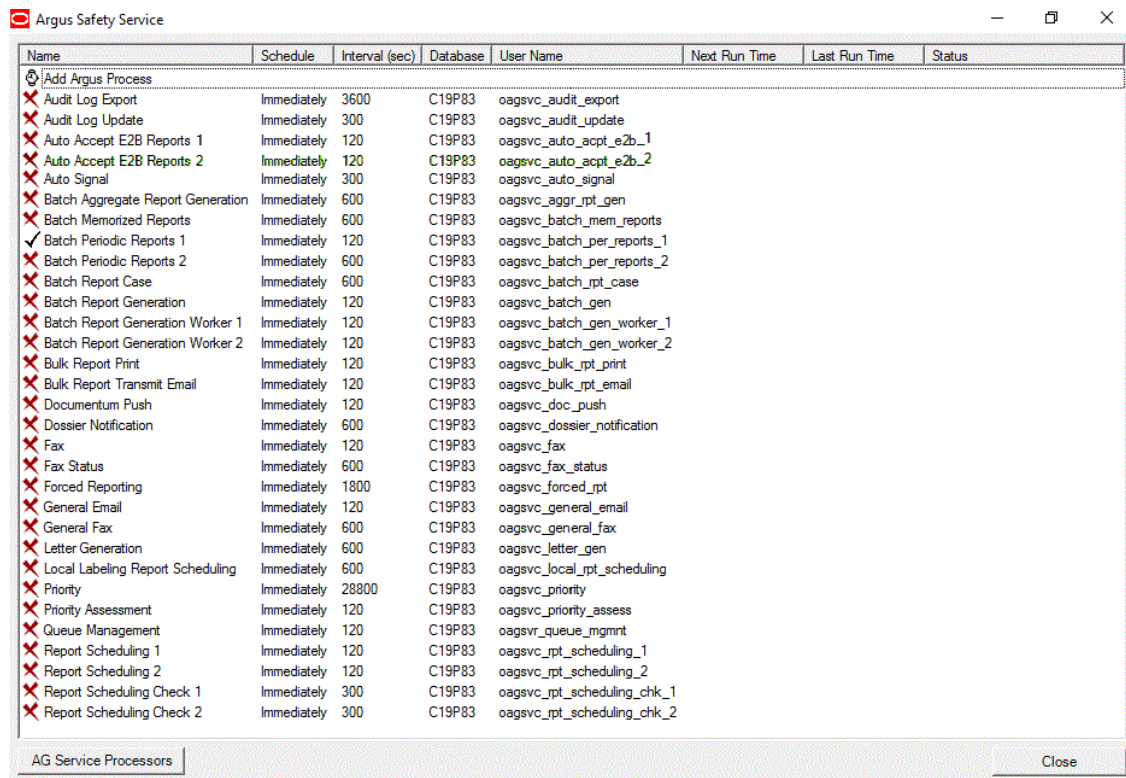 Argus Safety Service
Name Schedule Interval (sec) Database User Name Next Run Time Last Run Time Status
Add Argus Process
Audit Log Export Immediately 3600 C19P83 oagsvc_audit_export
Audit Log Update Immediately 300 C19P83 oagsvc_audit_update
Auto Accept E2B Reports 1 Immediately 120 C19P83 oagsvc_auto_acpt_e2b_1
Auto Accept E2B Reports 2 Immediately 120 C19P83 oagsvc_auto_acpt_e2b_2
Auto Signal Immediately 300 C19P83 oagsvc_auto_signal
Batch Aggregate Report Generation Immediately 600 C19P83 oagsvc_aggr_rpt_gen
Batch Memorized Reports Immediately 600 C19P83 oagsvc_batch_mem_reports
Batch Periodic Reports 1 Immediately 120 C19P83 oagsvc_batch_per_reports_1
Batch Periodic Reports 2 Immediately 600 C19P83 oagsvc_batch_per_reports_2
Batch Report Case Immediately 600 C19P83 oagsvc_batch_rpt_case
Batch Report Generation Immediately 120 C19P83 oagsvc_batch_gen
Batch Report Generation Worker 1 Immediately 120 C19P83 oagsvc_batch_gen_worker_1
Batch Report Generation Worker 2 Immediately 120 C19P83 oagsvc_batch_gen_worker_2
Bulk Report Print Immediately 120 C19P83 oagsvc_bulk_rpt_print
Bulk Report Transmit Email Immediately 120 C19P83 oagsvc_bulk_rpt_email
Documentum Push Immediately 120 C19P83 oagsvc_doc_push
Dossier Notification Immediately 600 C19P83 oagsvc_dossier_notification
Fax Immediately 120 C19P83 oagsvc_fax
Fax Status Immediately 600 C19P83 oagsvc_fax_status
Forced Reporting Immediately 1800 C19P83 oagsvc_forced_rpt
General Email Immediately 120 C19P83 oagsvc_general_email
General Fax Immediately 600 C19P83 oagsvc_general_fax
Letter Generation Immediately 600 C19P83 oagsvc_letter_gen
Local Labeling Report Scheduling Immediately 600 C19P83 oagsvc_local_rpt_scheduling
Priority Immediately 28800 C19P83 oagsvc_priority
Priority Assessment Immediately 120 C19P83 oagsvc_priority_assess
Queue Management Immediately 120 C19P83 oagsvr_queue_mgmnt
Report Scheduling 1 Immediately 120 C19P83 oagsvc_rpt_scheduling_1
Report Scheduling 2 Immediately 120 C19P83 oagsvc_rpt_scheduling_2
Report Scheduling Check 1 Immediately 300 C19P83 oagsvc_rpt_scheduling_chk_1
Report Scheduling Check 2 Immediately 300 C19P83 oagsvc_rpt_scheduling_chk_2
AG Service Processors Close